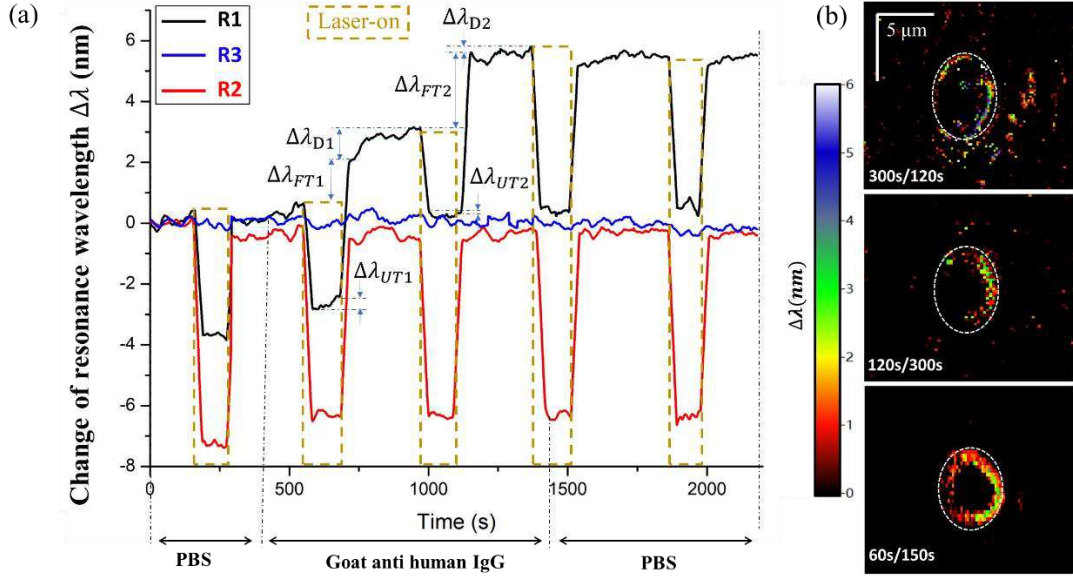 (a)
R1
R3
R2
Laser-on
Δλ_D2
Δλ_FT2
Δλ_D1
Δλ_FT1
Δλ_UT2
Δλ_UT1
Change of resonance wavelength Δλ (nm)
6
4
2
0
-2
-4
-6
-8
0
500
1000
1500
2000
Time (s)
PBS
Goat anti human IgG
PBS
(b)
5 μm
300s/120s
120s/300s
60s/150s
Δλ(nm)
6
5
4
3
2
1
0